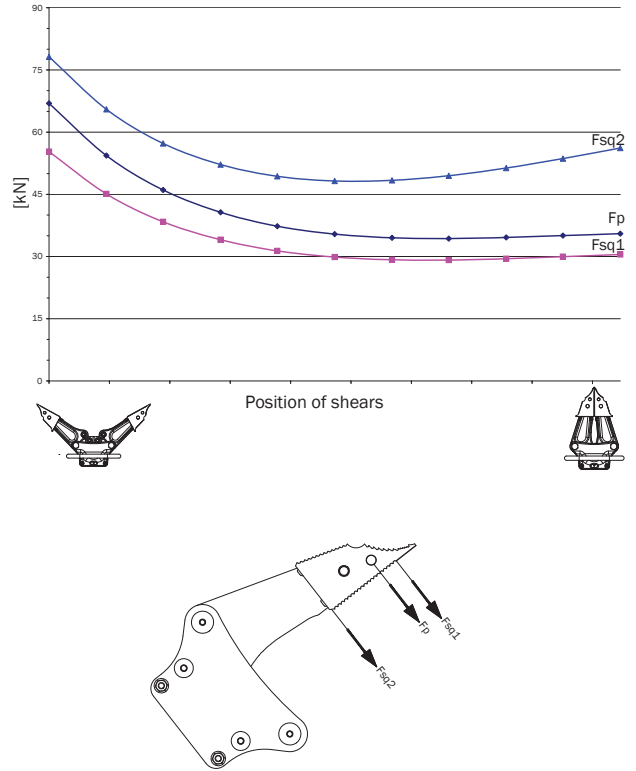 90
75
60
45
30
15
0
[kN]
Fsq2
Fp
Fsq1
Position of shears
Fsq1
Fp
Fsq2